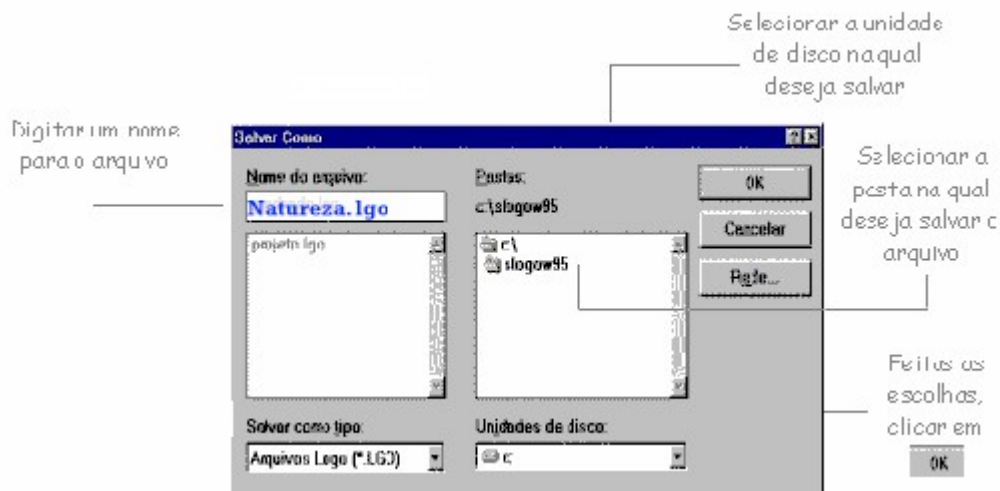 Selecionar a unidade
de disco na qual
deseja salvar
Digitar um nome
para o arquivo
Salvar Como
Nome do arquivo:
Natureza.lgo
projeto.lgo
Salvar como tipo:
Arquivos Logo (*.LGO)
Pastas:
c:\slogow95
c:\
slogow95
Unidades de disco:
c:
OK
Cancelar
Rede...
Selecionar a
pasta na qual
deseja salvar o
arquivo
Feitas as
escolhas,
clicar em
OK